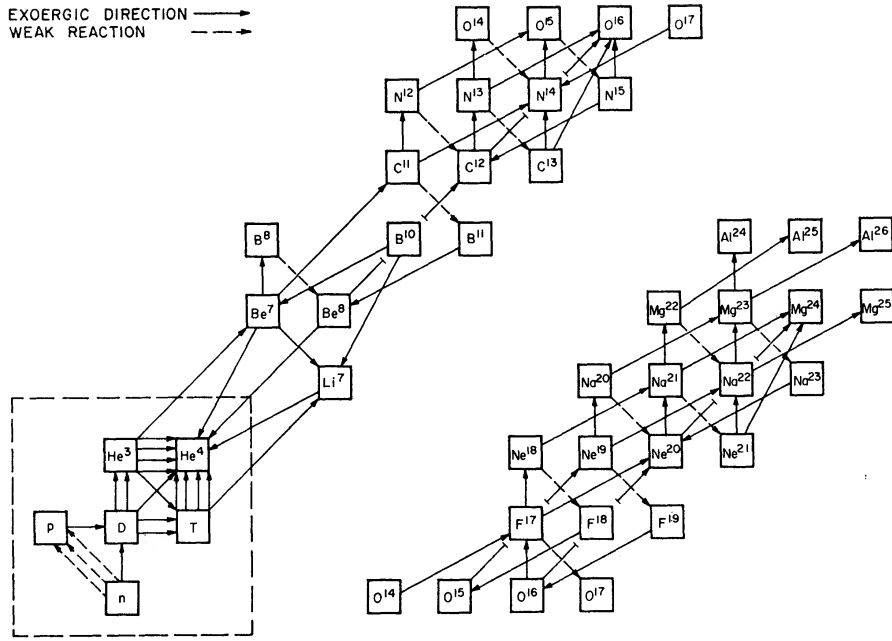 EXOERGIC DIRECTION
WEAK REACTION
O14 O15 O16 O17
N12 N13 N14 N15
C11 C12 C13
B8 B10 B11
Al24 Al25 Al26
Be7 Be8
Mg22 Mg23 Mg24 Mg25
Li7
Na20 Na21 Na22 Na23
He3 He4
Ne18 Ne19 Ne20 Ne21
p D T
F17 F18 F19
n
O14 O15 O16 O17